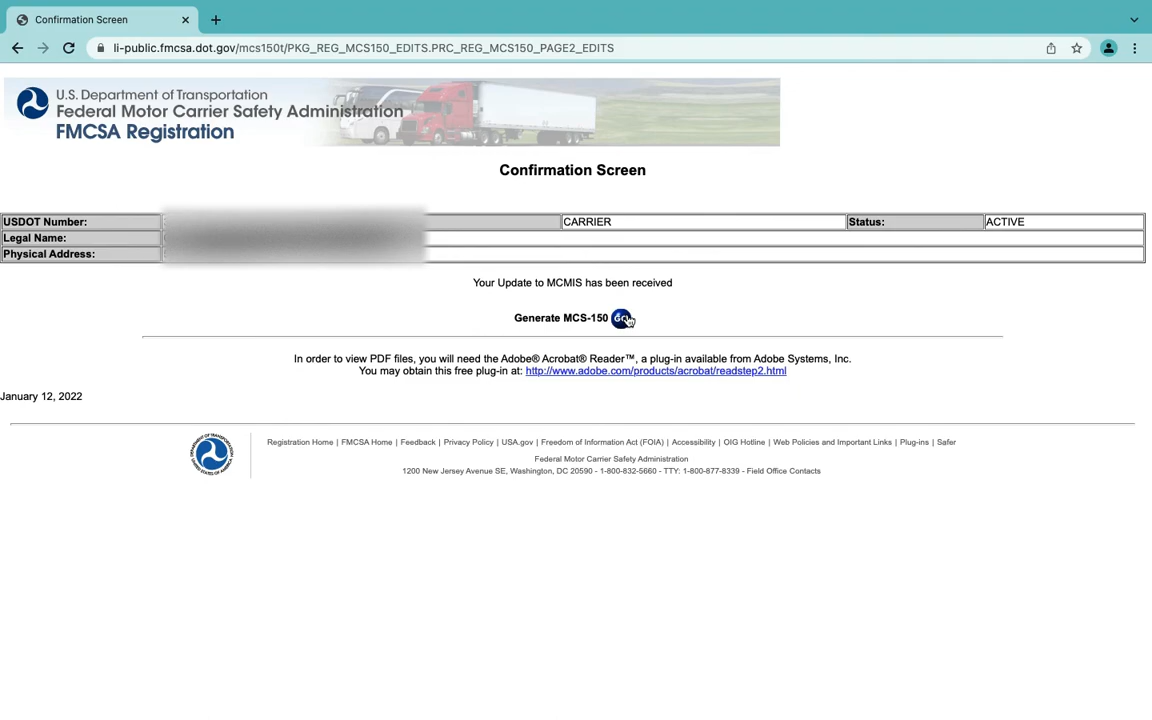 Confirmation Screen
li-public.fmcsa.dot.gov/mcs150t/PKG_REG_MCS150_EDITS.PRC_REG_MCS150_PAGE2_EDITS
U.S. Department of Transportation
Federal Motor Carrier Safety Administration
FMCSA Registration
Confirmation Screen
USDOT Number: CARRIER Status: ACTIVE
Legal Name:
Physical Address:
Your Update to MCMIS has been received
Generate MCS-150 GO
In order to view PDF files, you will need the Adobe® Acrobat® Reader™, a plug-in available from Adobe Systems, Inc.
You may obtain this free plug-in at: http://www.adobe.com/products/acrobat/readstep2.html
January 12, 2022
Registration Home | FMCSA Home | Feedback | Privacy Policy | USA.gov | Freedom of Information Act (FOIA) | Accessibility | OIG Hotline | Web Policies and Important Links | Plug-ins | Safer
Federal Motor Carrier Safety Administration
1200 New Jersey Avenue SE, Washington, DC 20590 - 1-800-832-5660 - TTY: 1-800-877-8339 - Field Office Contacts